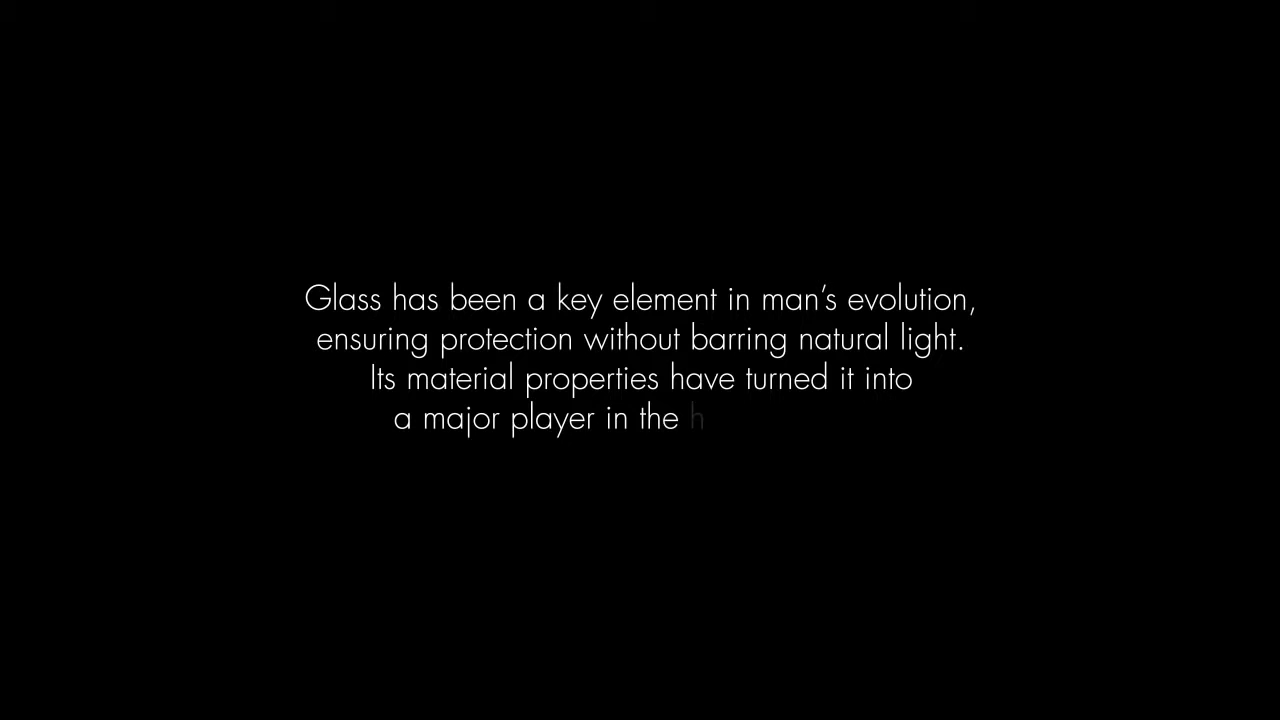 Glass has been a key element in man's evolution,
ensuring protection without barring natural light.
Its material properties have turned it into
a major player in the h